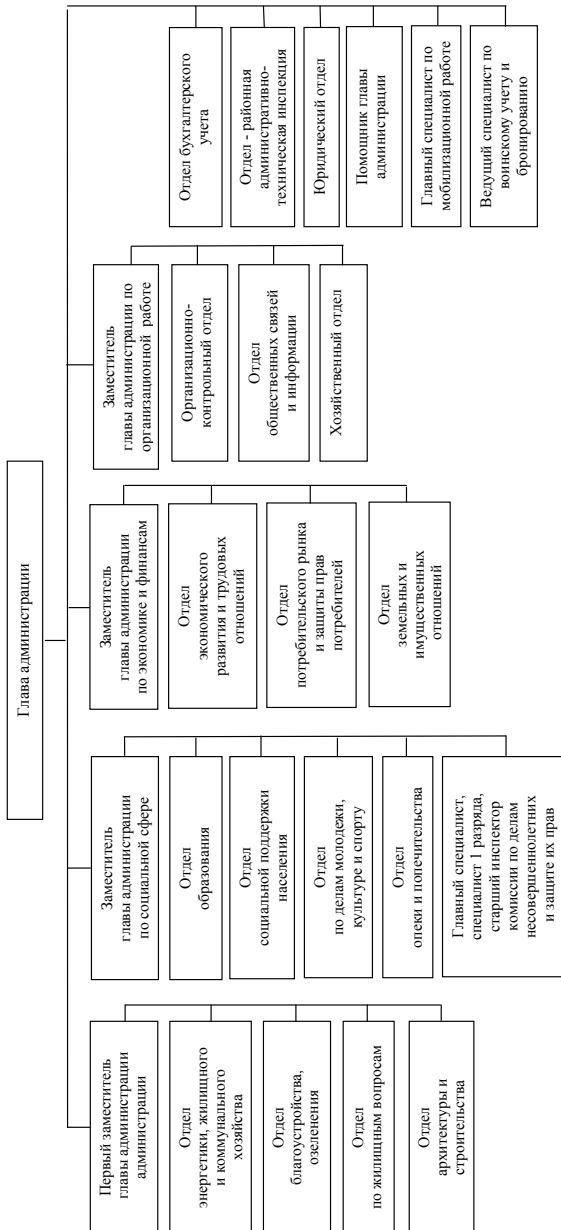 Глава администрации
Первый заместитель
главы администрации
администрации
Отдел
энергетики, жилищного
и коммунального
хозяйства
Отдел
благоустройства,
озеленения
Отдел
по жилищным вопросам
Отдел
архитектуры и
строительства
Заместитель
главы администрации
по социальной сфере
Отдел
образования
Отдел
социальной поддержки
населения
Отдел
по делам молодежи,
культуре и спорту
Отдел
опеки и попечительства
Главный специалист,
специалист 1 разряда,
старший инспектор
комиссии по делам
несовершеннолетних
и защите их прав
Заместитель
главы администрации
по экономике и финансам
Отдел
экономического
развития и трудовых
отношений
Отдел
потребительского рынка
и защиты прав
потребителей
Отдел
земельных и
имущественных
отношений
Заместитель
главы администрации по
организационной работе
Организационно-
контрольный отдел
Отдел
общественных связей
и информации
Хозяйственный отдел
Отдел бухгалтерского
учета
Отдел - районная
административно-
техническая инспекция
Юридический отдел
Помощник главы
администрации
Главный специалист по
мобилизационной работе
Ведущий специалист по
воинскому учету и
бронированию